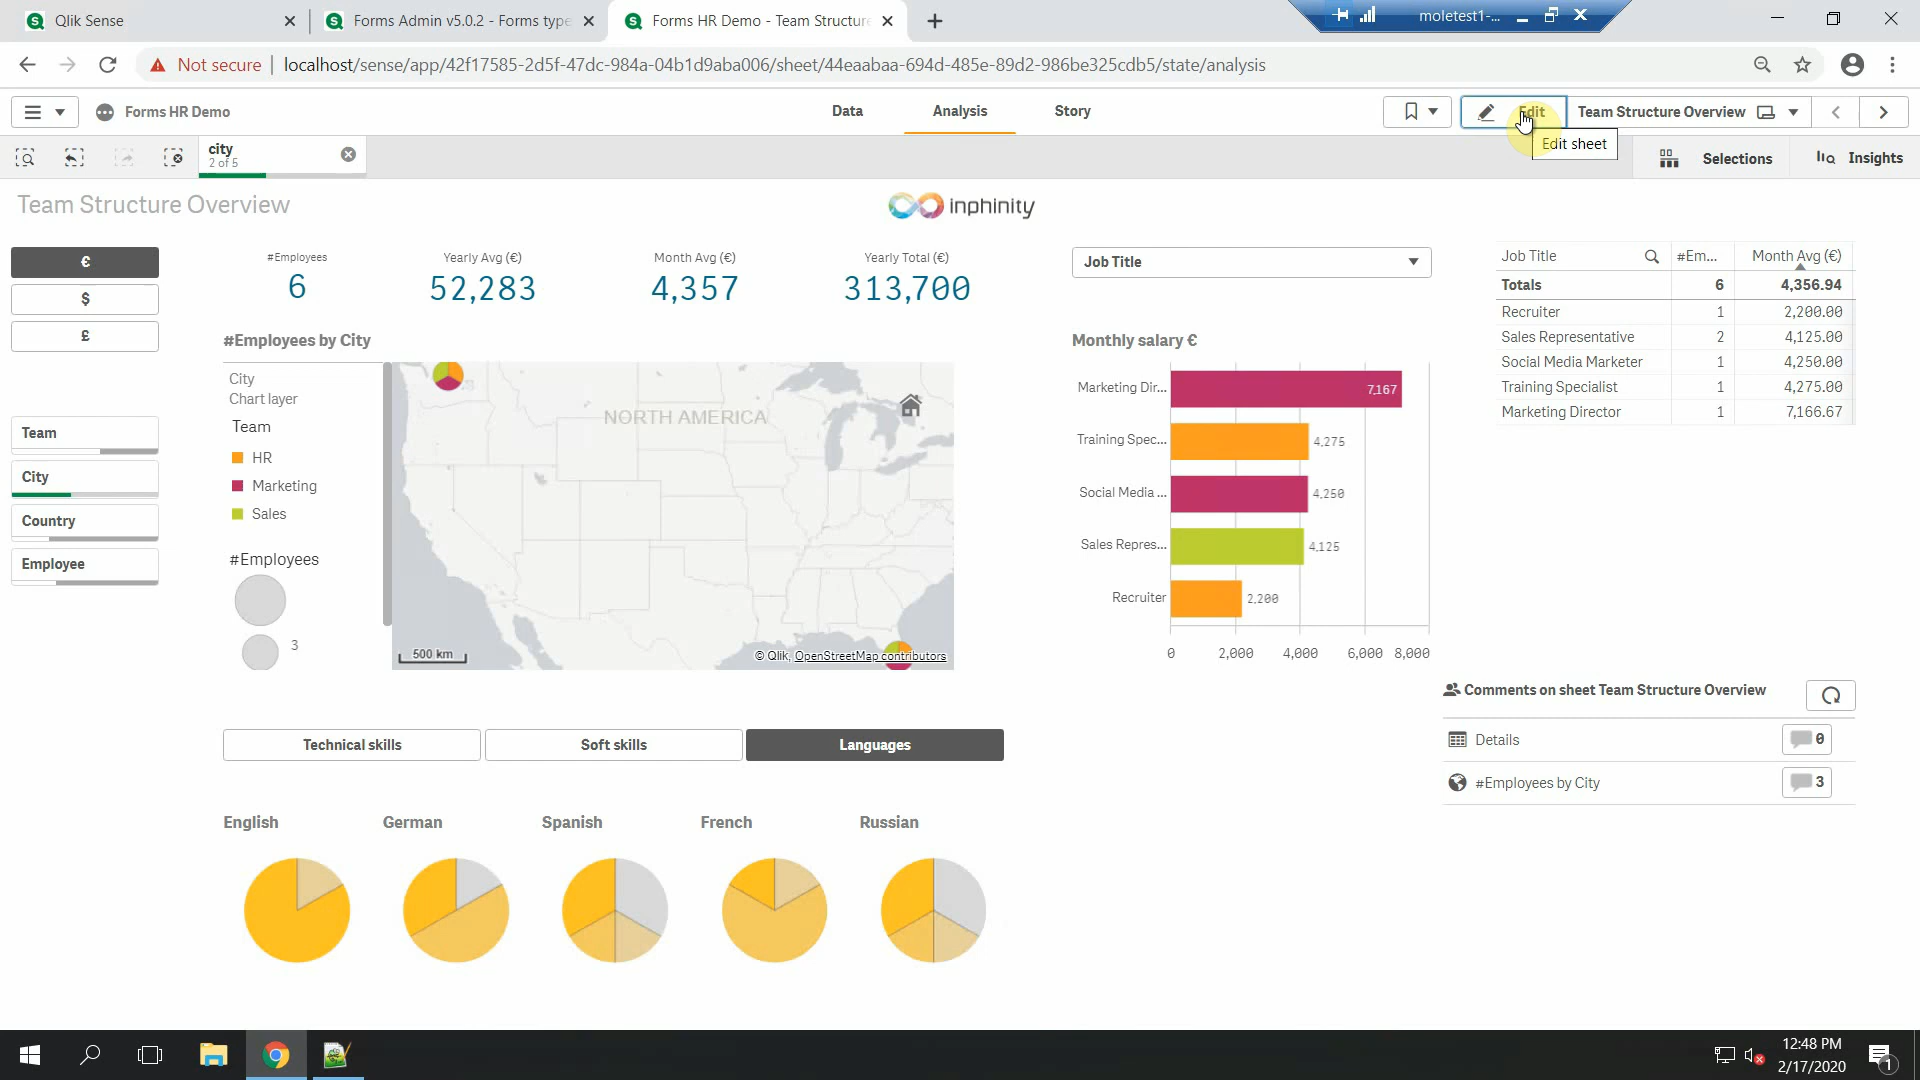 Qlik Sense
Forms Admin v5.0.2 - Forms type
Forms HR Demo - Team Structure
moletest1-...
Not secure
localhost/sense/app/42f17585-2d5f-47dc-984a-04b1d9aba006/sheet/44eaabaa-694d-485e-89d2-986be325cdb5/state/analysis
Forms HR Demo
Data
Analysis
Story
Edit
Team Structure Overview
Edit sheet
city
2 of 5
Selections
Insights
Team Structure Overview
inphinity
€
$
£
Team
City
Country
Employee
#Employees
6
Yearly Avg (€)
52,283
Month Avg (€)
4,357
Yearly Total (€)
313,700
Job Title
#Employees by City
City
Chart layer
Team
HR
Marketing
Sales
#Employees
3
NORTH AMERICA
500 km
© Qlik, OpenStreetMap contributors
Monthly salary €
Marketing Dir... 7,167
Training Spec... 4,275
Social Media ... 4,250
Sales Repres... 4,125
Recruiter 2,200
0 2,000 4,000 6,000 8,000
Job Title #Em... Month Avg (€)
Totals 6 4,356.94
Recruiter 1 2,200.00
Sales Representative 2 4,125.00
Social Media Marketer 1 4,250.00
Training Specialist 1 4,275.00
Marketing Director 1 7,166.67
Comments on sheet Team Structure Overview
Details 0
#Employees by City 3
Technical skills
Soft skills
Languages
English
German
Spanish
French
Russian
12:48 PM
2/17/2020
1